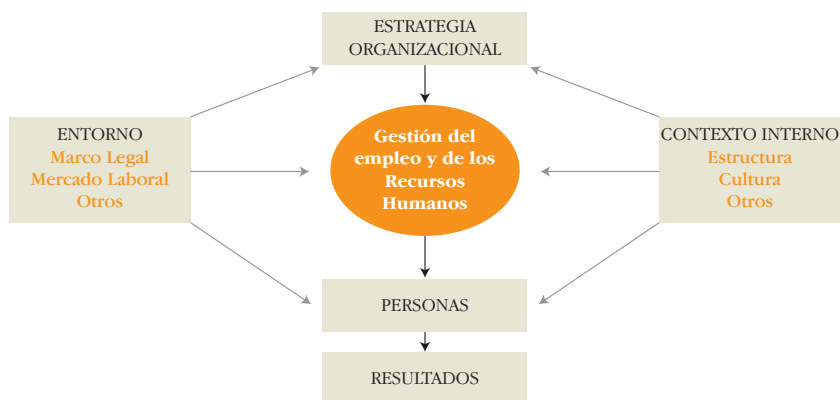 ESTRATEGIA
ORGANIZACIONAL
ENTORNO
Marco Legal
Mercado Laboral
Otros
Gestión del
empleo y de los
Recursos
Humanos
CONTEXTO INTERNO
Estructura
Cultura
Otros
PERSONAS
RESULTADOS